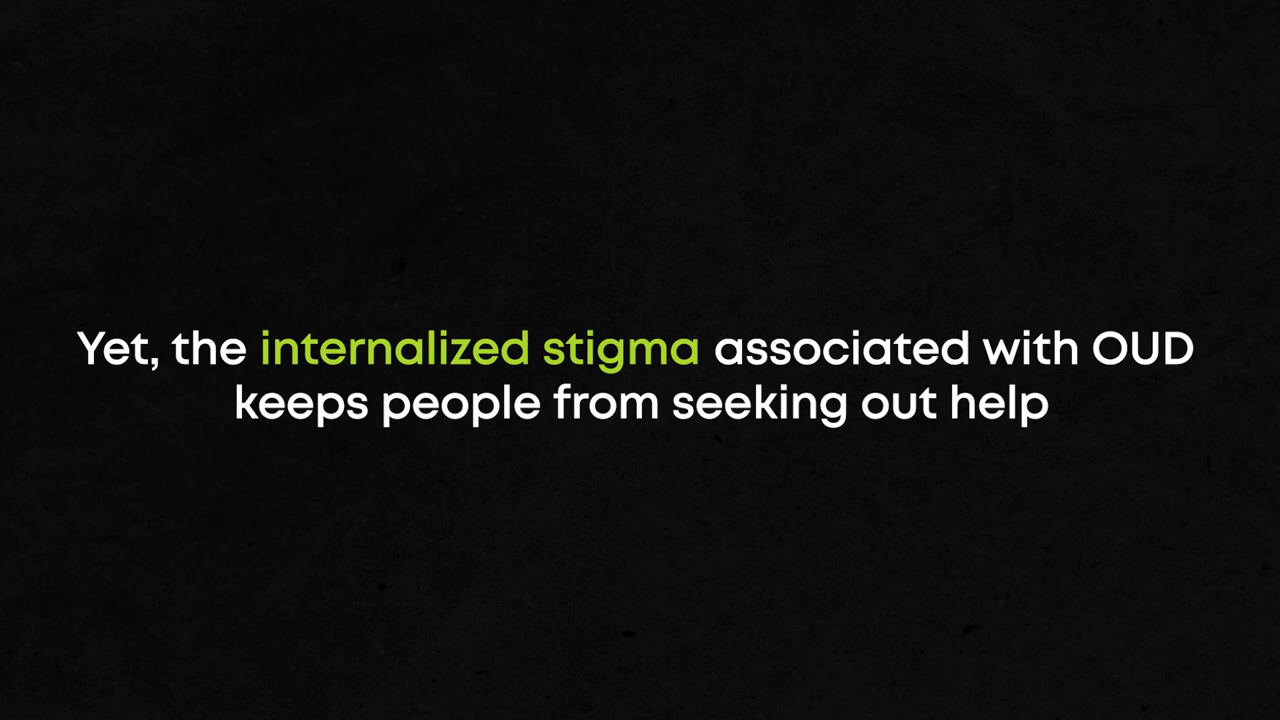 Yet, the internalized stigma associated with OUD
keeps people from seeking out help